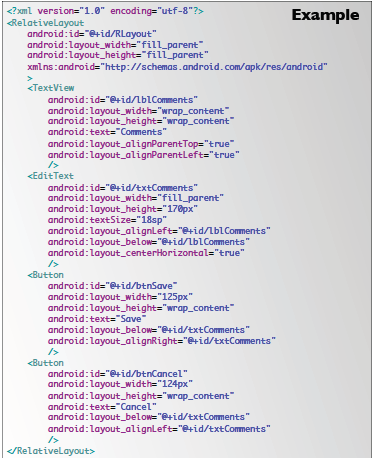 <?xml version="1.0" encoding="utf-8"?>
Example
<RelativeLayout
android:id="@+id/RLayout"
android:layout_width="fill_parent"
android:layout_height="fill_parent"
xmlns:android="http://schemas.android.com/apk/res/android"
>
<TextView
android:id="@+id/lblComments"
android:layout_width="wrap_content"
android:layout_height="wrap_content"
android:text="Comments"
android:layout_alignParentTop="true"
android:layout_alignParentLeft="true"
/>
<EditText
android:id="@+id/txtComments"
android:layout_width="fill_parent"
android:layout_height="170px"
android:textSize="18sp"
android:layout_alignLeft="@+id/lblComments"
android:layout_below="@+id/lblComments"
android:layout_centerHorizontal="true"
/>
<Button
android:id="@+id/btnSave"
android:layout_width="125px"
android:layout_height="wrap_content"
android:text="Save"
android:layout_below="@+id/txtComments"
android:layout_alignRight="@+id/txtComments"
/>
<Button
android:id="@+id/btnCancel"
android:layout_width="124px"
android:layout_height="wrap_content"
android:text="Cancel"
android:layout_below="@+id/txtComments"
android:layout_alignLeft="@+id/txtComments"
/>
</RelativeLayout>